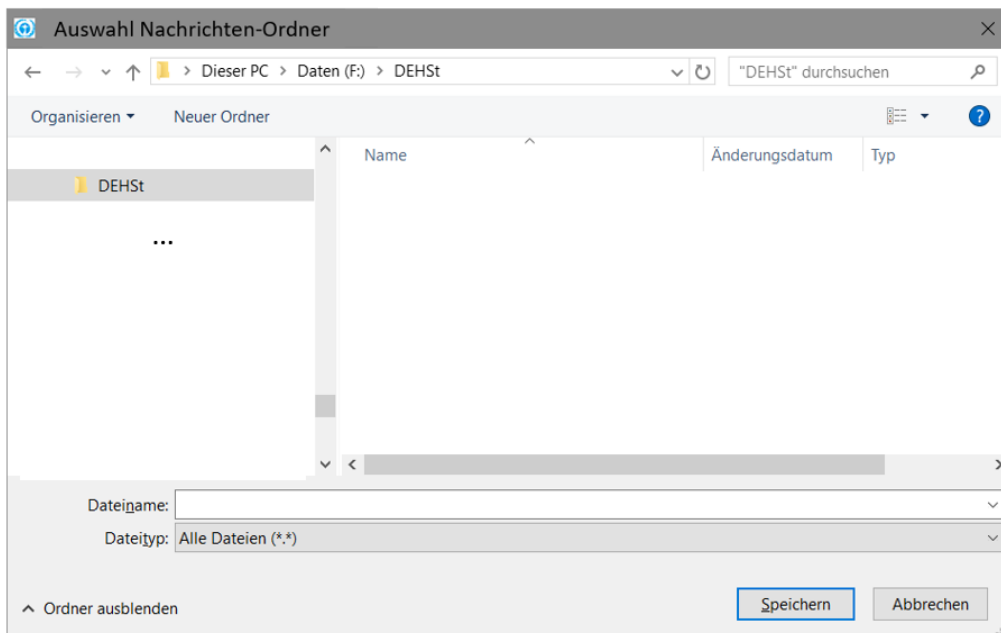 Auswahl Nachrichten-Ordner
Dieser PC > Daten (F:) > DEHSt
"DEHSt" durchsuchen
Organisieren
Neuer Ordner
?
Name
Änderungsdatum
Typ
DEHSt
...
Dateiname:
Dateityp: Alle Dateien (*.*)
Ordner ausblenden
Speichern
Abbrechen